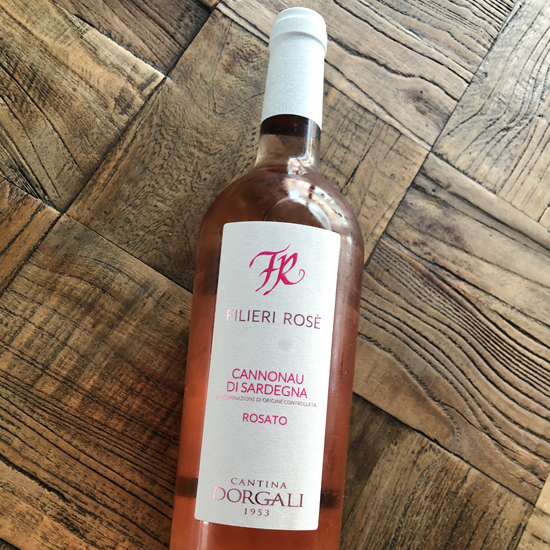 FR
FILIERI ROSÈ
CANNONAU
DI SARDEGNA
DENOMINAZIONE DI ORIGINE CONTROLLATA
ROSATO
CANTINA
DORGALI
1953